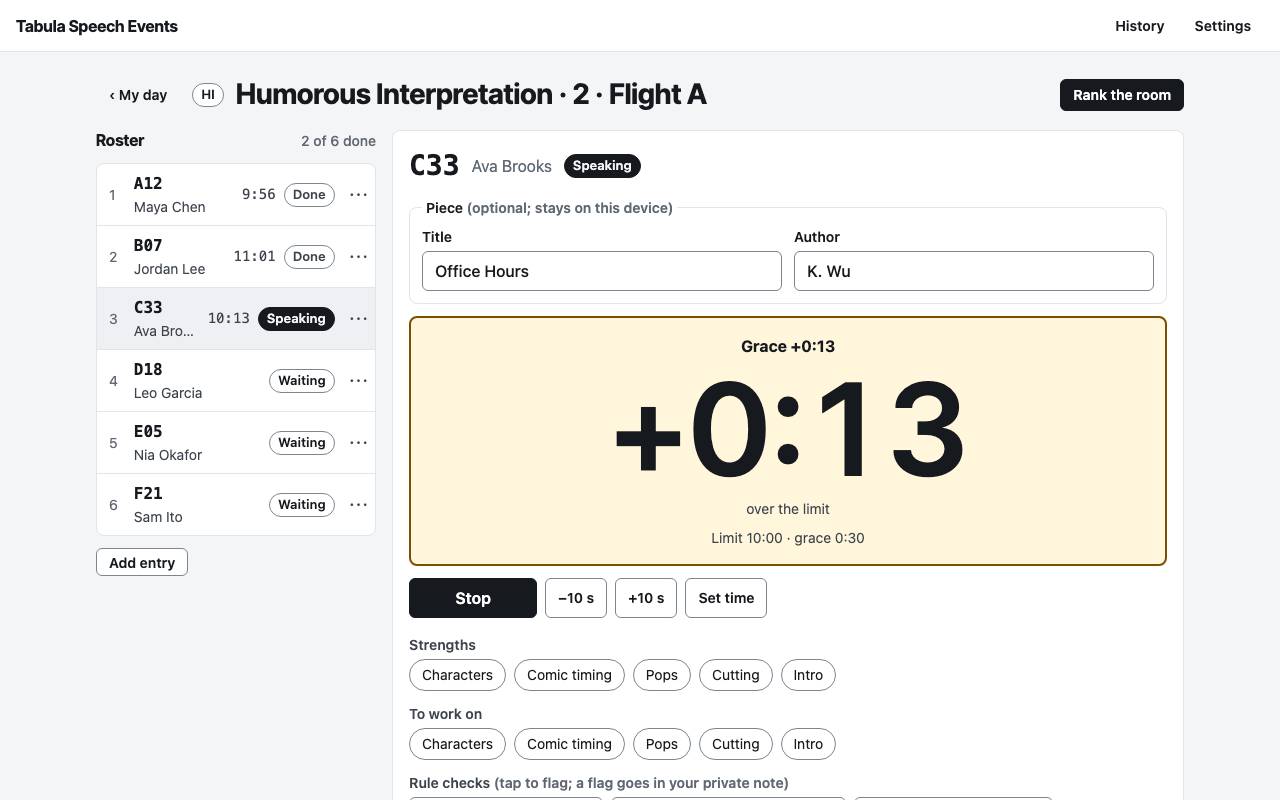 Tabula Speech Events
History
Settings
‹ My day
HI
Humorous Interpretation · 2 · Flight A
Rank the room
Roster
2 of 6 done
1
A12
Maya Chen
9:56
Done
···
2
B07
Jordan Lee
11:01
Done
···
3
C33
Ava Bro...
10:13
Speaking
···
4
D18
Leo Garcia
Waiting
···
5
E05
Nia Okafor
Waiting
···
6
F21
Sam Ito
Waiting
···
Add entry
C33
Ava Brooks
Speaking
Piece (optional; stays on this device)
Title
Author
Office Hours
K. Wu
Grace +0:13
+0:13
over the limit
Limit 10:00 · grace 0:30
Stop
−10 s
+10 s
Set time
Strengths
Characters
Comic timing
Pops
Cutting
Intro
To work on
Characters
Comic timing
Pops
Cutting
Intro
Rule checks (tap to flag; a flag goes in your private note)